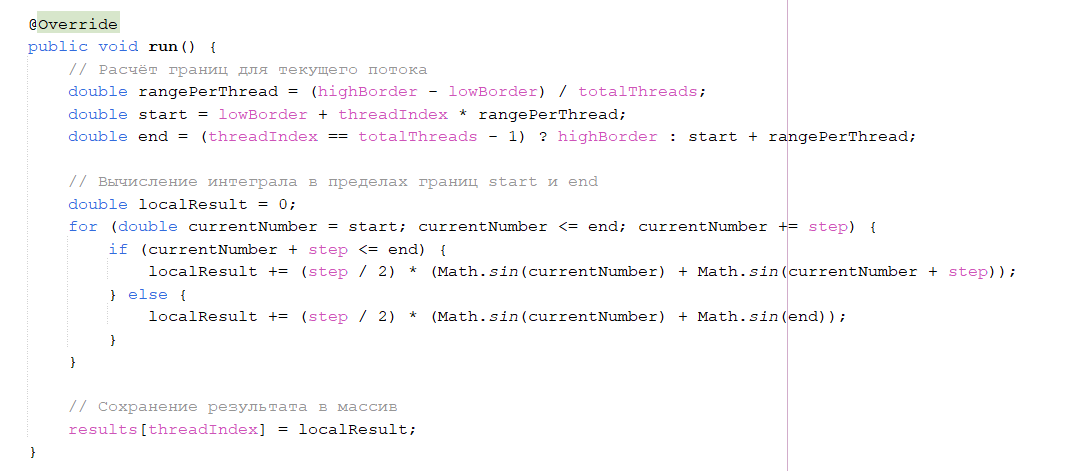 @Override
public void run() {
// Расчёт границ для текущего потока
double rangePerThread = (highBorder - lowBorder) / totalThreads;
double start = lowBorder + threadIndex * rangePerThread;
double end = (threadIndex == totalThreads - 1) ? highBorder : start + rangePerThread;
// Вычисление интеграла в пределах границ start и end
double localResult = 0;
for (double currentNumber = start; currentNumber <= end; currentNumber += step) {
if (currentNumber + step <= end) {
localResult += (step / 2) * (Math.sin(currentNumber) + Math.sin(currentNumber + step));
} else {
localResult += (step / 2) * (Math.sin(currentNumber) + Math.sin(end));
}
}
// Сохранение результата в массив
results[threadIndex] = localResult;
}